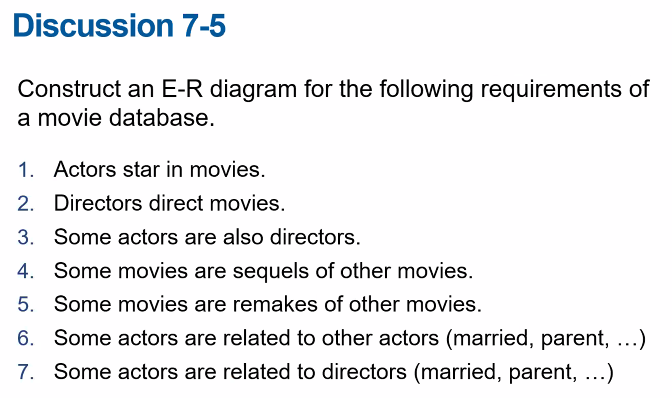 Discussion 7-5
Construct an E-R diagram for the following requirements of
a movie database.
1. Actors star in movies.
2. Directors direct movies.
3. Some actors are also directors.
4. Some movies are sequels of other movies.
5. Some movies are remakes of other movies.
6. Some actors are related to other actors (married, parent, …)
7. Some actors are related to directors (married, parent, …)